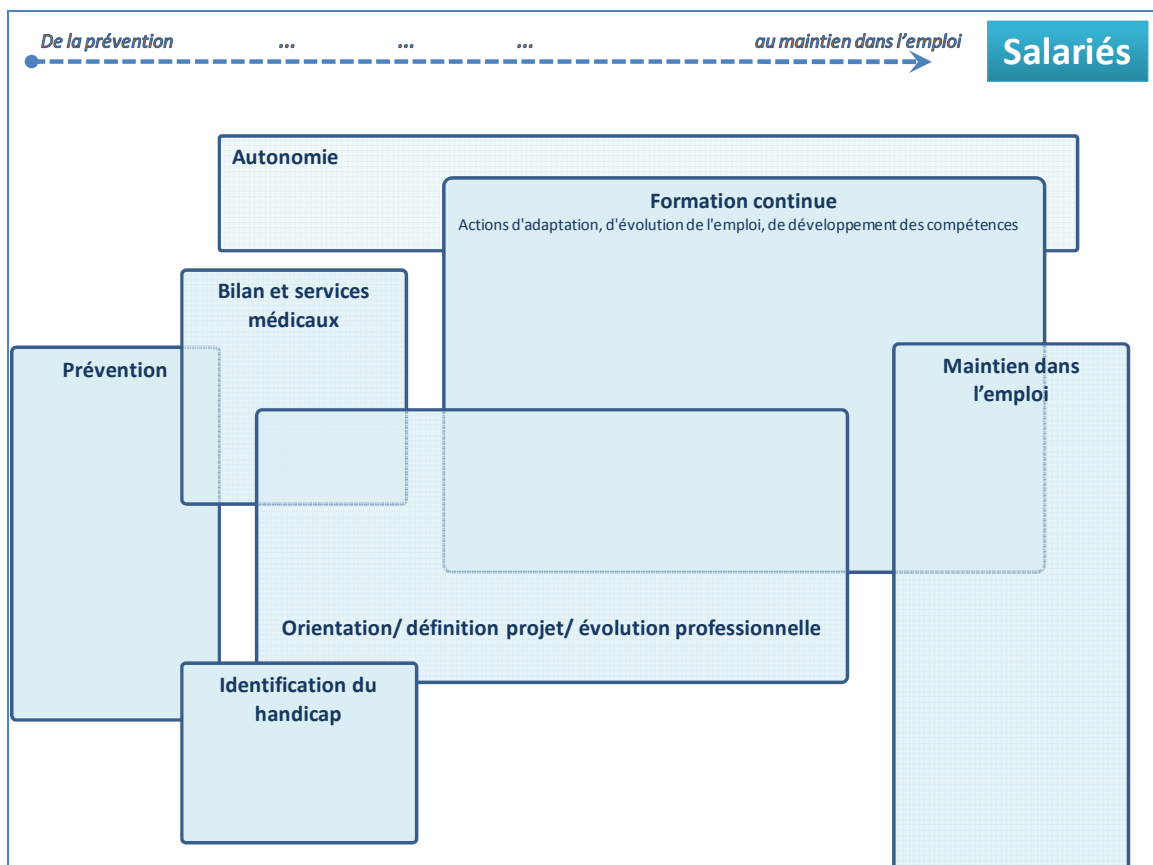 De la prévention ... ... ... au maintien dans l'emploi
Salariés
Autonomie
Formation continue
Actions d'adaptation, d'évolution de l'emploi, de développement des compétences
Bilan et services
médicaux
Prévention
Maintien dans
l'emploi
Orientation/ définition projet/ évolution professionnelle
Identification du
handicap